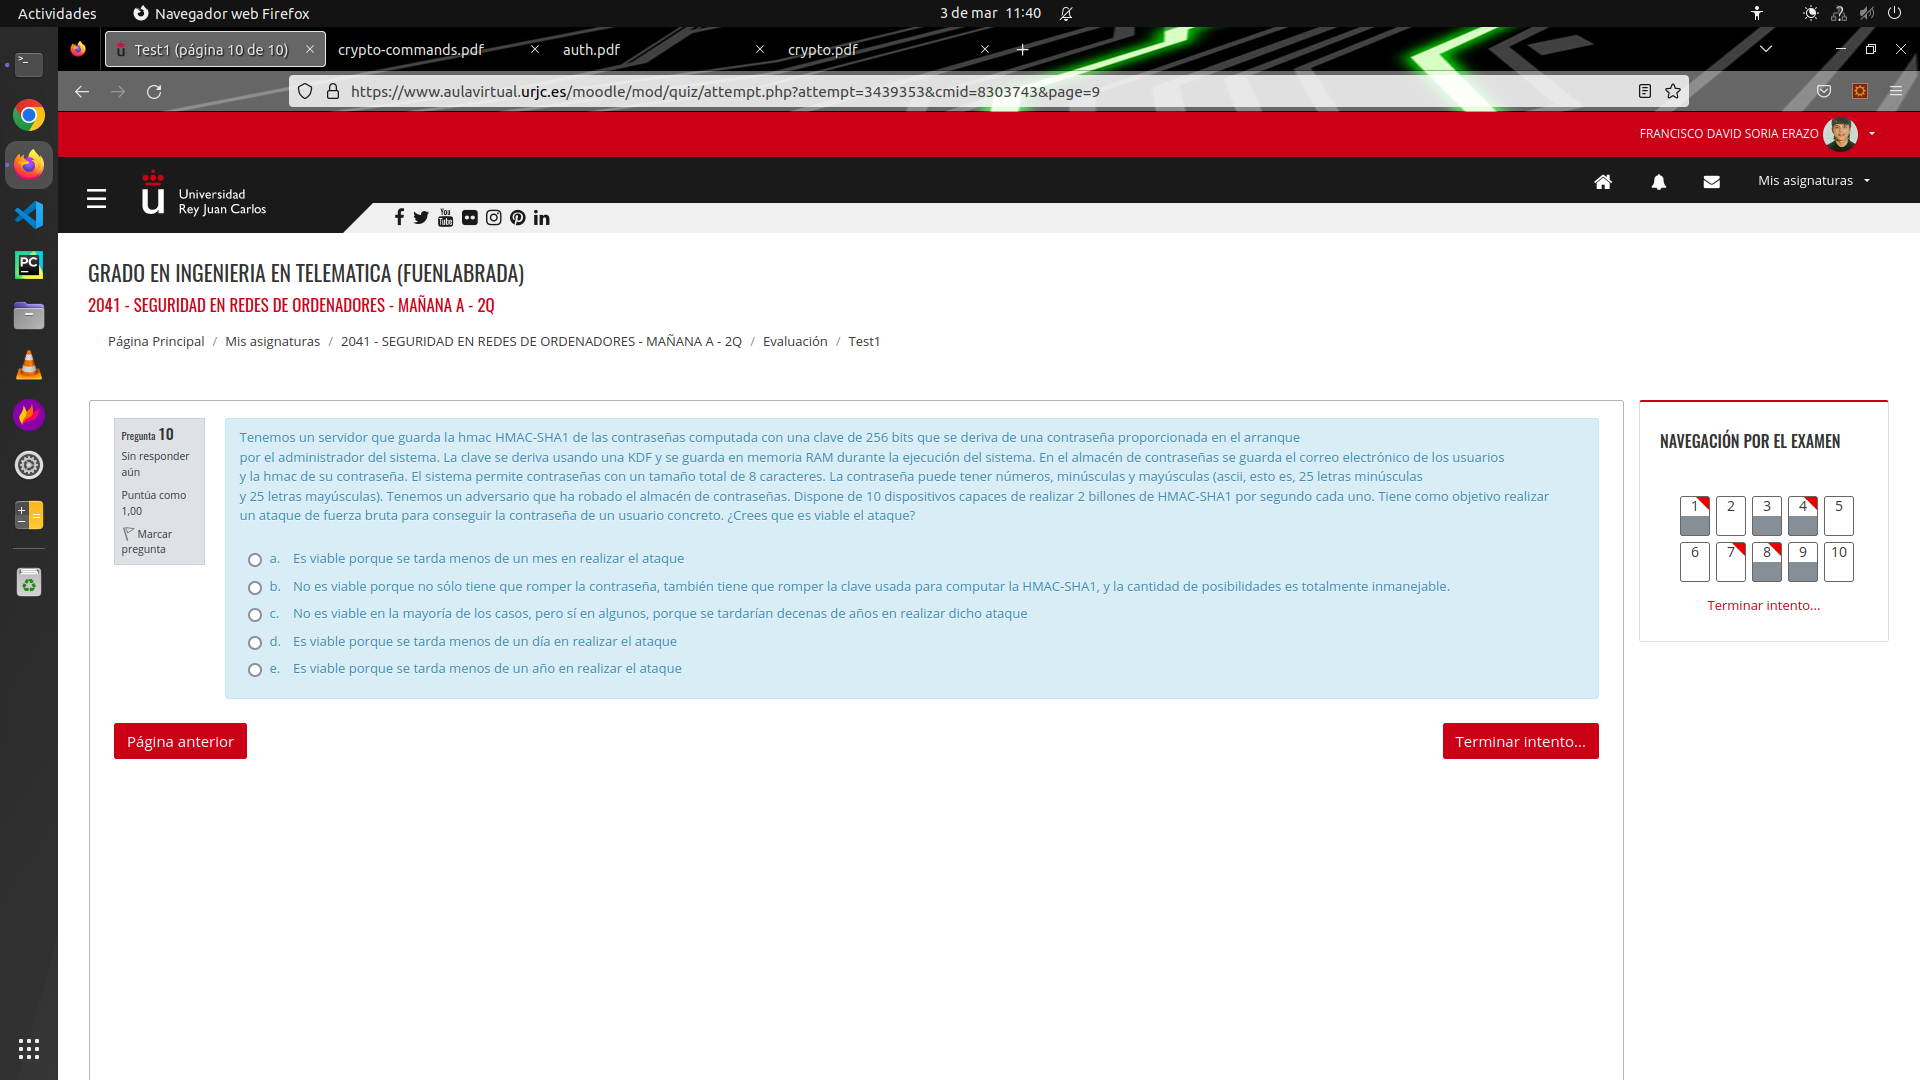 Actividades
Navegador web Firefox
3 de mar 11:40
Test1 (página 10 de 10)
crypto-commands.pdf
auth.pdf
crypto.pdf
https://www.aulavirtual.urjc.es/moodle/mod/quiz/attempt.php?attempt=3439353&cmid=8303743&page=9
FRANCISCO DAVID SORIA ERAZO
Universidad
Rey Juan Carlos
Mis asignaturas
GRADO EN INGENIERIA EN TELEMATICA (FUENLABRADA)
2041 - SEGURIDAD EN REDES DE ORDENADORES - MAÑANA A - 2Q
Página Principal / Mis asignaturas / 2041 - SEGURIDAD EN REDES DE ORDENADORES - MAÑANA A - 2Q / Evaluación / Test1
Pregunta 10
Sin responder
aún
Puntúa como
1,00
Marcar
pregunta
Tenemos un servidor que guarda la hmac HMAC-SHA1 de las contraseñas computada con una clave de 256 bits que se deriva de una contraseña proporcionada en el arranque
por el administrador del sistema. La clave se deriva usando una KDF y se guarda en memoria RAM durante la ejecución del sistema. En el almacén de contraseñas se guarda el correo electrónico de los usuarios
y la hmac de su contraseña. El sistema permite contraseñas con un tamaño total de 8 caracteres. La contraseña puede tener números, minúsculas y mayúsculas (ascii, esto es, 25 letras minúsculas
y 25 letras mayúsculas). Tenemos un adversario que ha robado el almacén de contraseñas. Dispone de 10 dispositivos capaces de realizar 2 billones de HMAC-SHA1 por segundo cada uno. Tiene como objetivo realizar
un ataque de fuerza bruta para conseguir la contraseña de un usuario concreto. ¿Crees que es viable el ataque?
a. Es viable porque se tarda menos de un mes en realizar el ataque
b. No es viable porque no sólo tiene que romper la contraseña, también tiene que romper la clave usada para computar la HMAC-SHA1, y la cantidad de posibilidades es totalmente inmanejable.
c. No es viable en la mayoría de los casos, pero sí en algunos, porque se tardarían decenas de años en realizar dicho ataque
d. Es viable porque se tarda menos de un día en realizar el ataque
e. Es viable porque se tarda menos de un año en realizar el ataque
Página anterior
Terminar intento...
NAVEGACIÓN POR EL EXAMEN
1 2 3 4 5
6 7 8 9 10
Terminar intento...